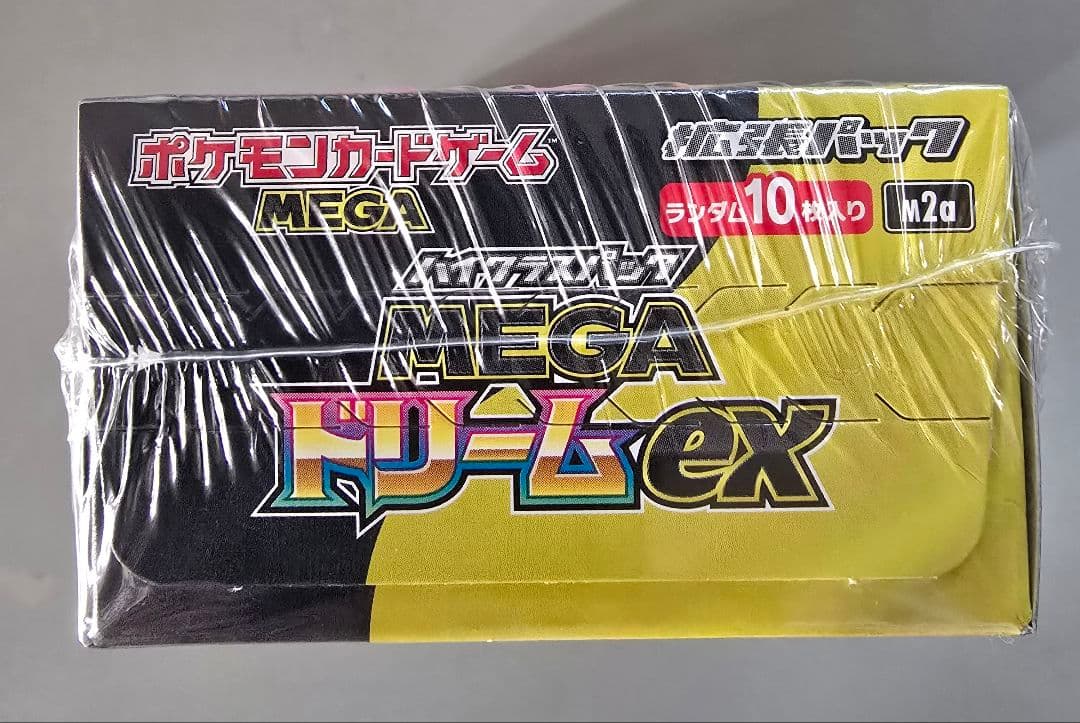 ポケモンカードゲーム™
MEGA
拡張パック
ランダム10枚入り
M2a
ハイクラスパック
MEGA
ドリームex